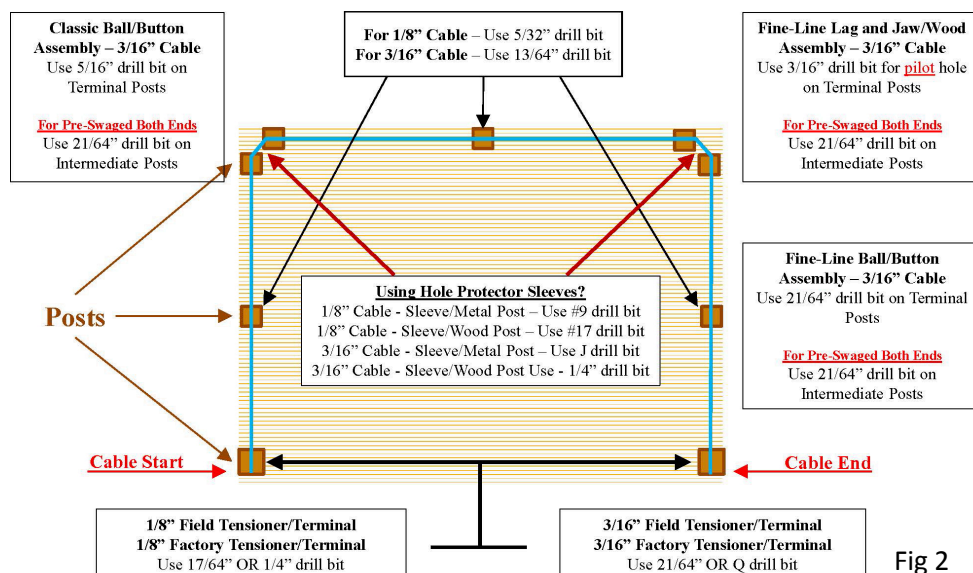 Classic Ball/Button
Assembly – 3/16” Cable
Use 5/16” drill bit on
Terminal Posts
For Pre-Swaged Both Ends
Use 21/64” drill bit on
Intermediate Posts
For 1/8” Cable – Use 5/32” drill bit
For 3/16” Cable – Use 13/64” drill bit
Fine-Line Lag and Jaw/Wood
Assembly – 3/16” Cable
Use 3/16” drill bit for pilot hole
on Terminal Posts
For Pre-Swaged Both Ends
Use 21/64” drill bit on
Intermediate Posts
Posts
Using Hole Protector Sleeves?
1/8” Cable - Sleeve/Metal Post – Use #9 drill bit
1/8” Cable - Sleeve/Wood Post – Use #17 drill bit
3/16” Cable - Sleeve/Metal Post – Use J drill bit
3/16” Cable - Sleeve/Wood Post Use - 1/4” drill bit
Fine-Line Ball/Button
Assembly – 3/16” Cable
Use 21/64” drill bit on Terminal
Posts
For Pre-Swaged Both Ends
Use 21/64” drill bit on
Intermediate Posts
Cable Start
Cable End
1/8” Field Tensioner/Terminal
1/8” Factory Tensioner/Terminal
Use 17/64” OR 1/4” drill bit
3/16” Field Tensioner/Terminal
3/16” Factory Tensioner/Terminal
Use 21/64” OR Q drill bit
Fig 2